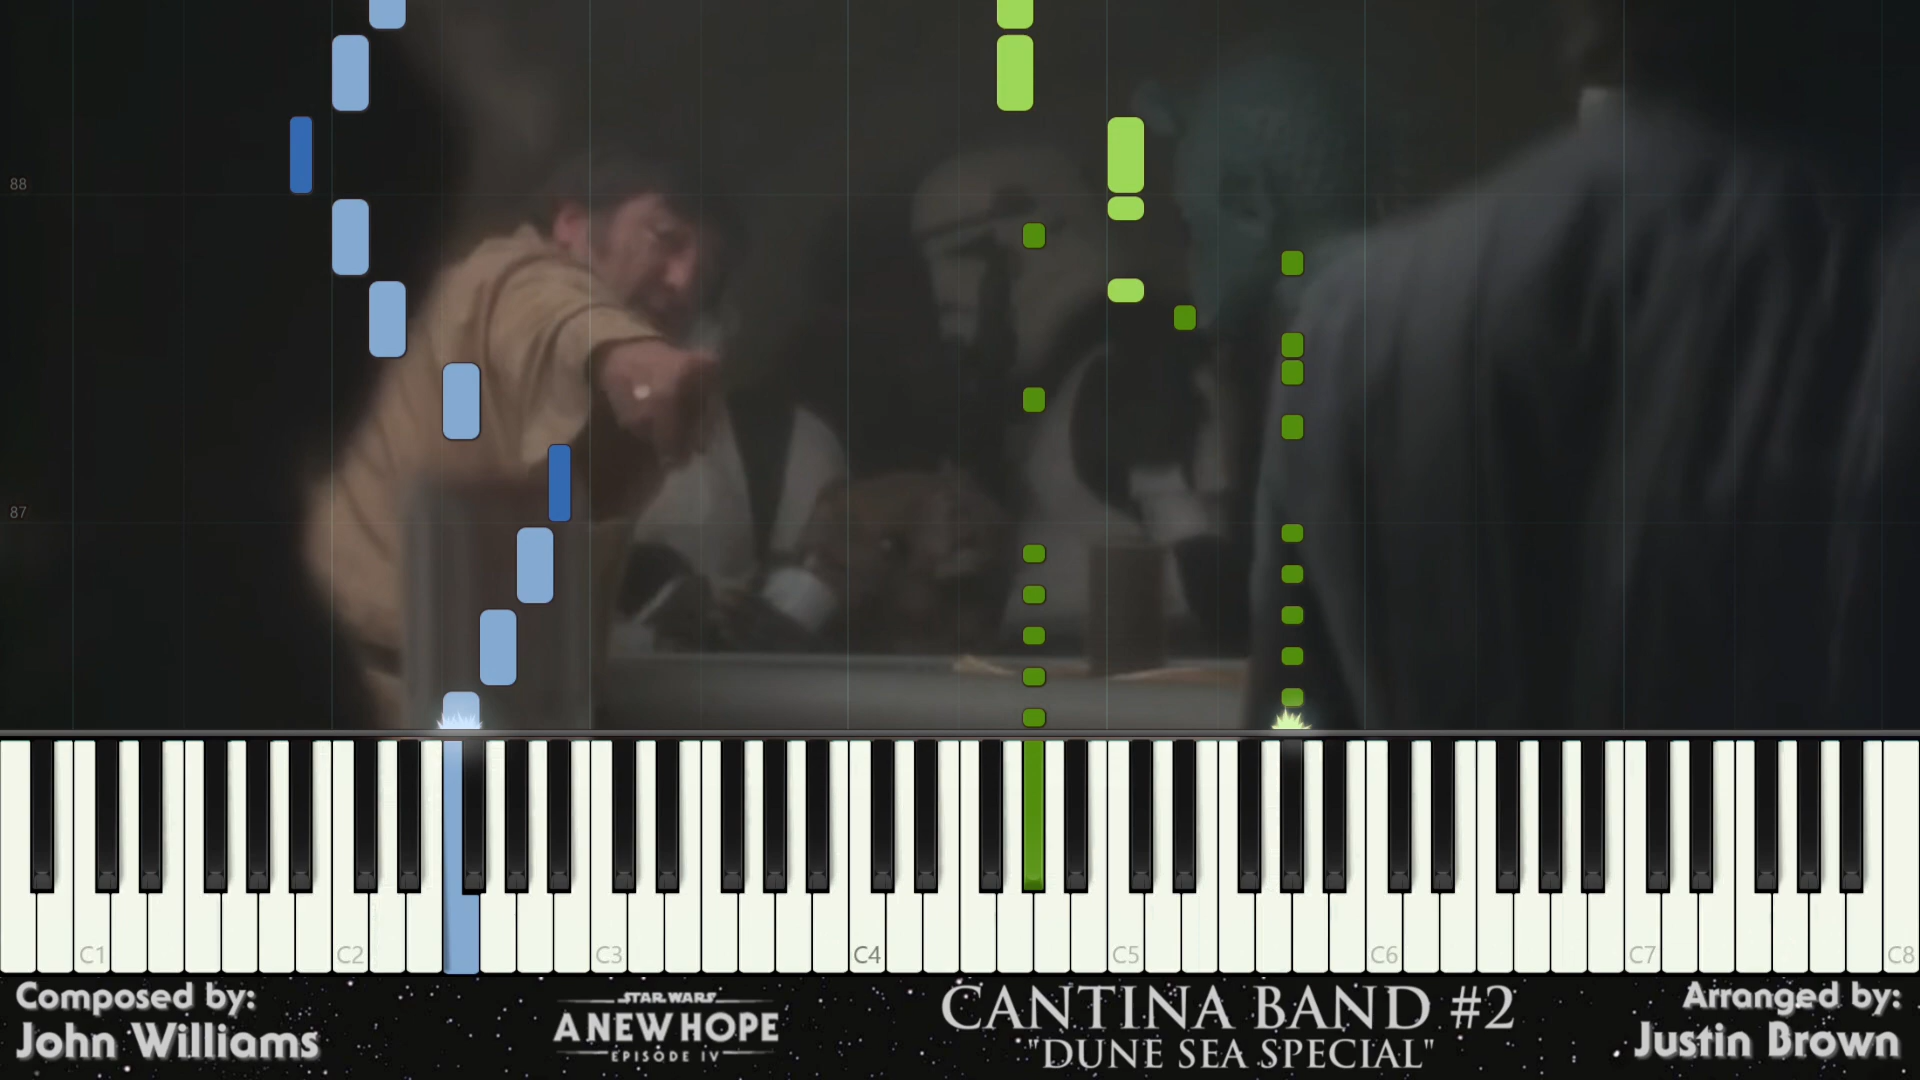 88
87
C1
C2
C3
C4
C5
C6
C7
C8
Composed by:
John Williams
STAR WARS
A NEW HOPE
EPISODE IV
CANTINA BAND #2
"DUNE SEA SPECIAL"
Arranged by:
Justin Brown